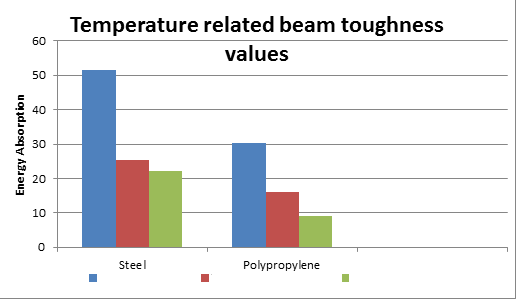 Temperature related beam toughness
values
60
50
40
30
20
10
0
Energy Absorption
Steel
Polypropylene